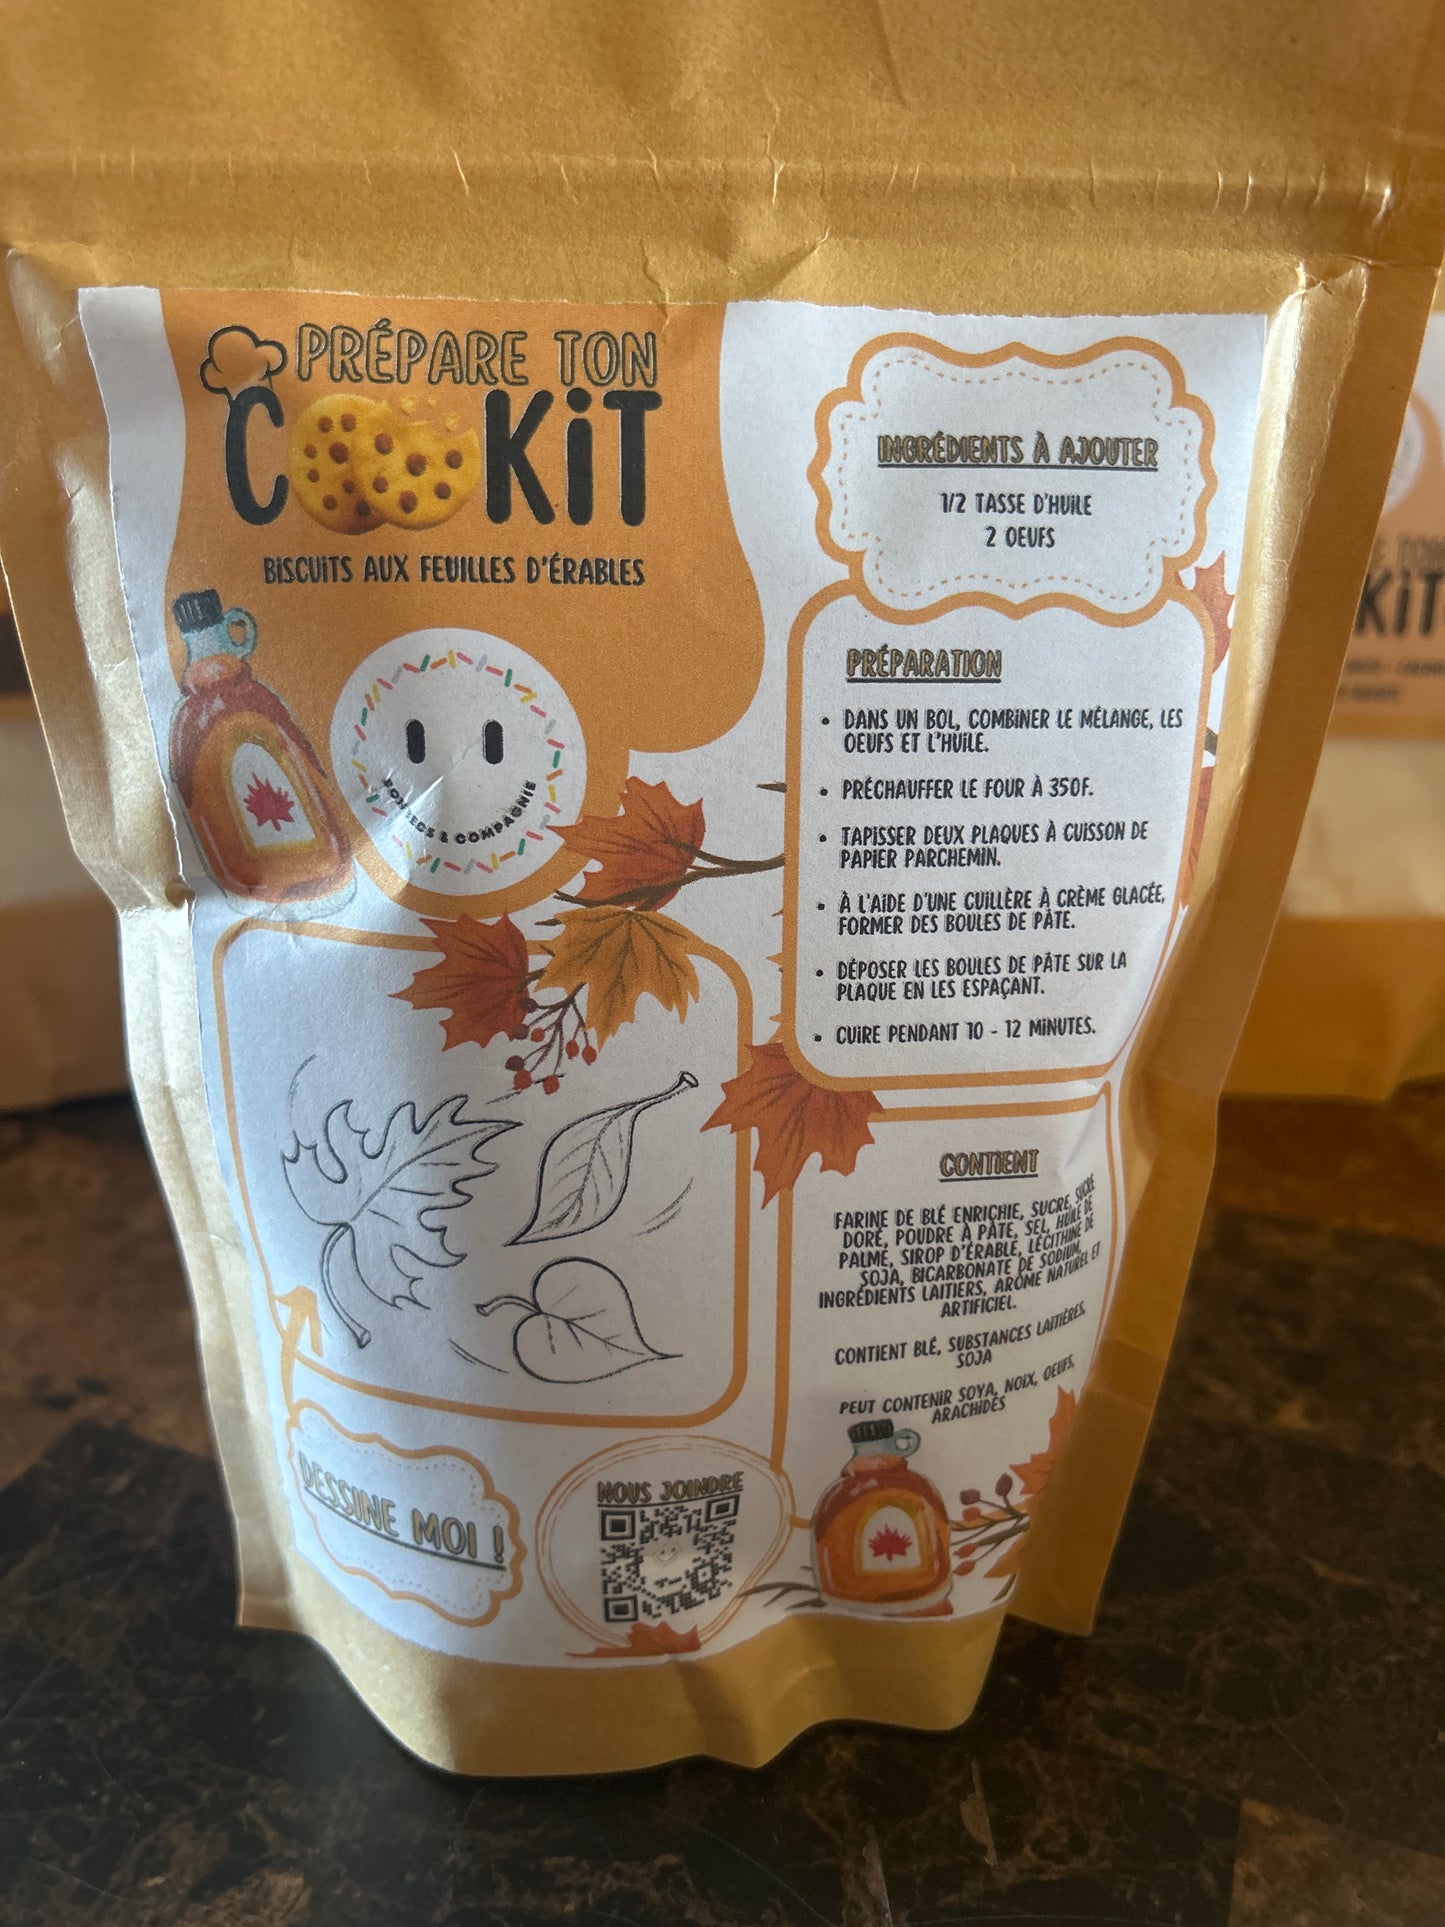 PRÉPARE TON
COOKiT
BiSCUiTS AUX FEUiLLES D'ÉRABLES
BONBECS & COMPAGNIE
INGRÉDIENTS À AJOUTER
1/2 TASSE D'HUiLE
2 OEUFS
PRÉPARATION
• DANS UN BOL, COMBiNER LE MÉLANGE, LES
OEUFS ET L'HUiLE.
• PRÉCHAUFFER LE FOUR À 350F.
• TAPiSSER DEUX PLAQUES À CUiSSON DE
PAPiER PARCHEMiN.
• À L'AiDE D'UNE CUiLLÈRE À CRÈME GLACÉE,
FORMER DES BOULES DE PÂTE.
• DÉPOSER LES BOULES DE PÂTE SUR LA
PLAQUE EN LES ESPAÇANT.
• CUiRE PENDANT 10 - 12 MiNUTES.
CONTiENT
FARiNE DE BLÉ ENRiCHiE, SUCRE, SUCRE
DORÉ, POUDRE À PÂTE, SEL, HUiLE DE
PALME, SiROP D'ÉRABLE, LÉCiTHiNE DE
SOJA, BiCARBONATE DE SODiUM,
iNGRÉDiENTS LAiTiERS, ARÔME NATUREL ET
ARTiFiCiEL.
CONTiENT BLÉ, SUBSTANCES LAiTiÈRES,
SOJA
PEUT CONTENiR SOYA, NOiX, OEUFS,
ARACHiDES
DESSINE MOI !
NOUS JOINDRE
KiT